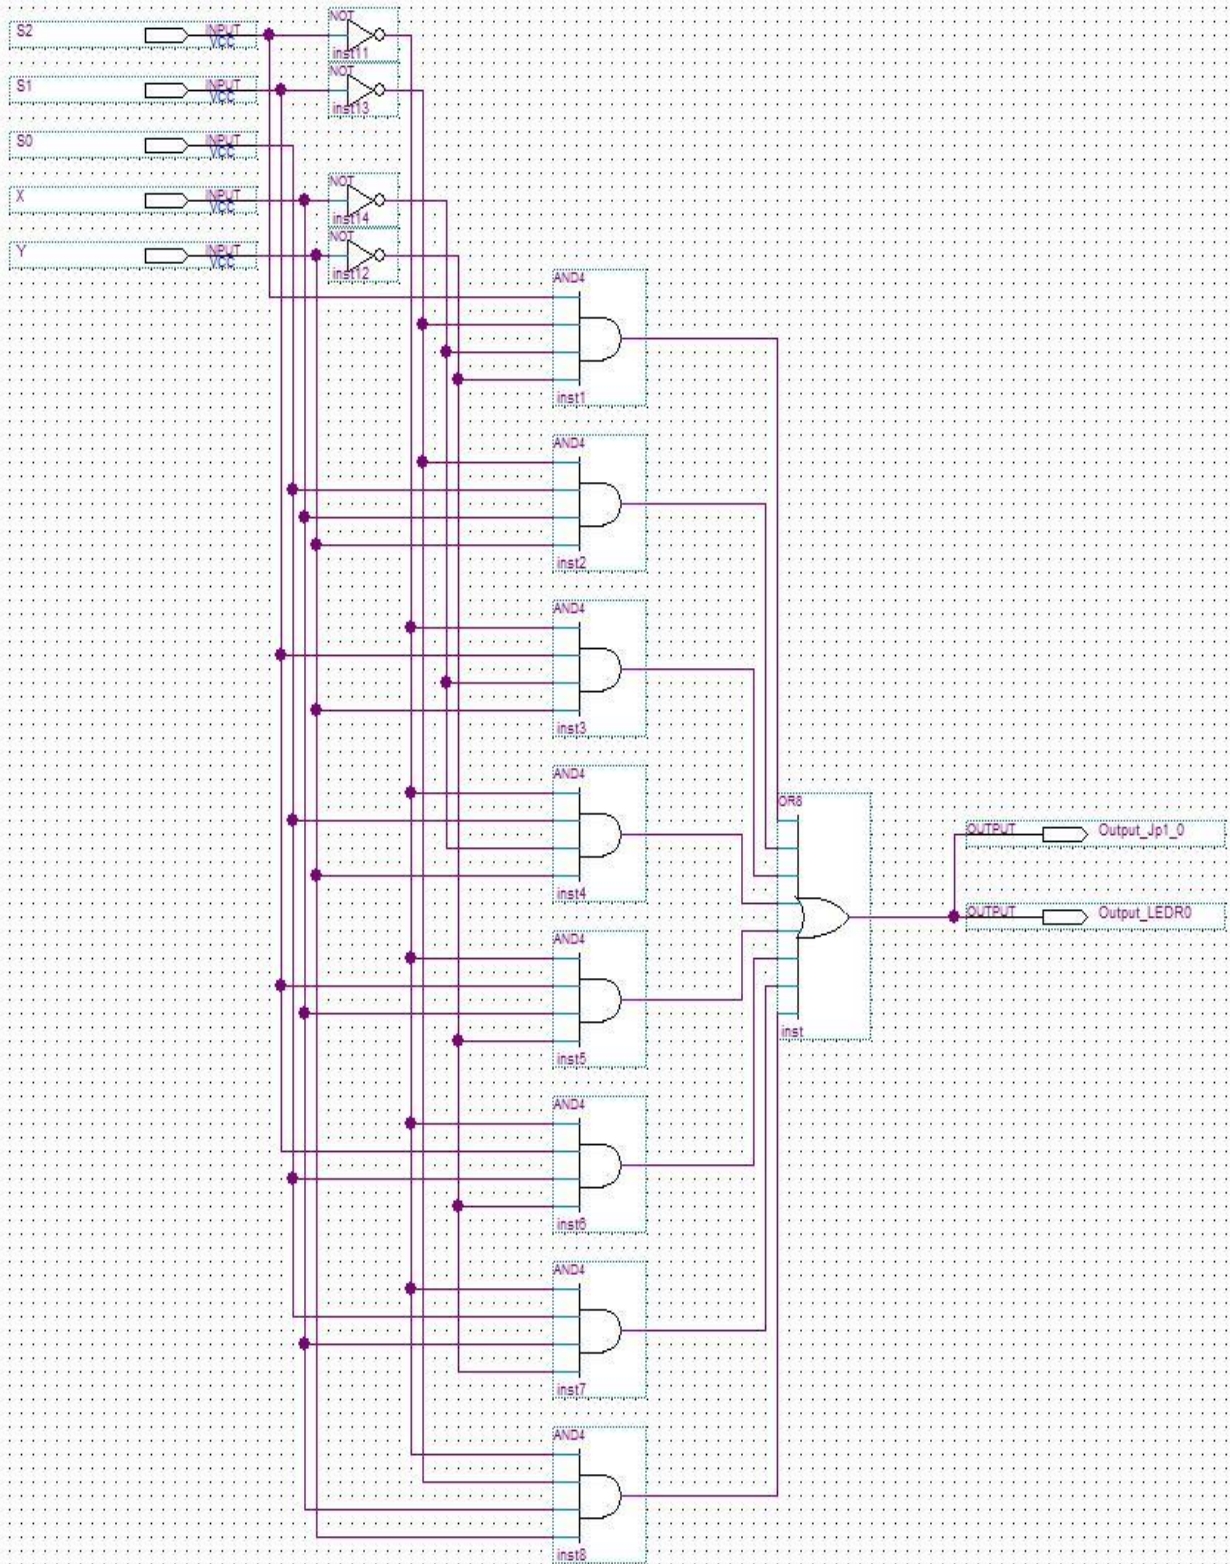 S2
INPUT
VCC
NOT
inst11
S1
INPUT
VCC
NOT
inst13
S0
INPUT
VCC
X
INPUT
VCC
NOT
inst14
Y
INPUT
VCC
NOT
inst12
AND4
inst1
AND4
inst2
AND4
inst3
AND4
inst4
AND4
inst5
AND4
inst6
AND4
inst7
AND4
inst8
OR8
inst
OUTPUT
Output_Jp1_0
OUTPUT
Output_LEDR0